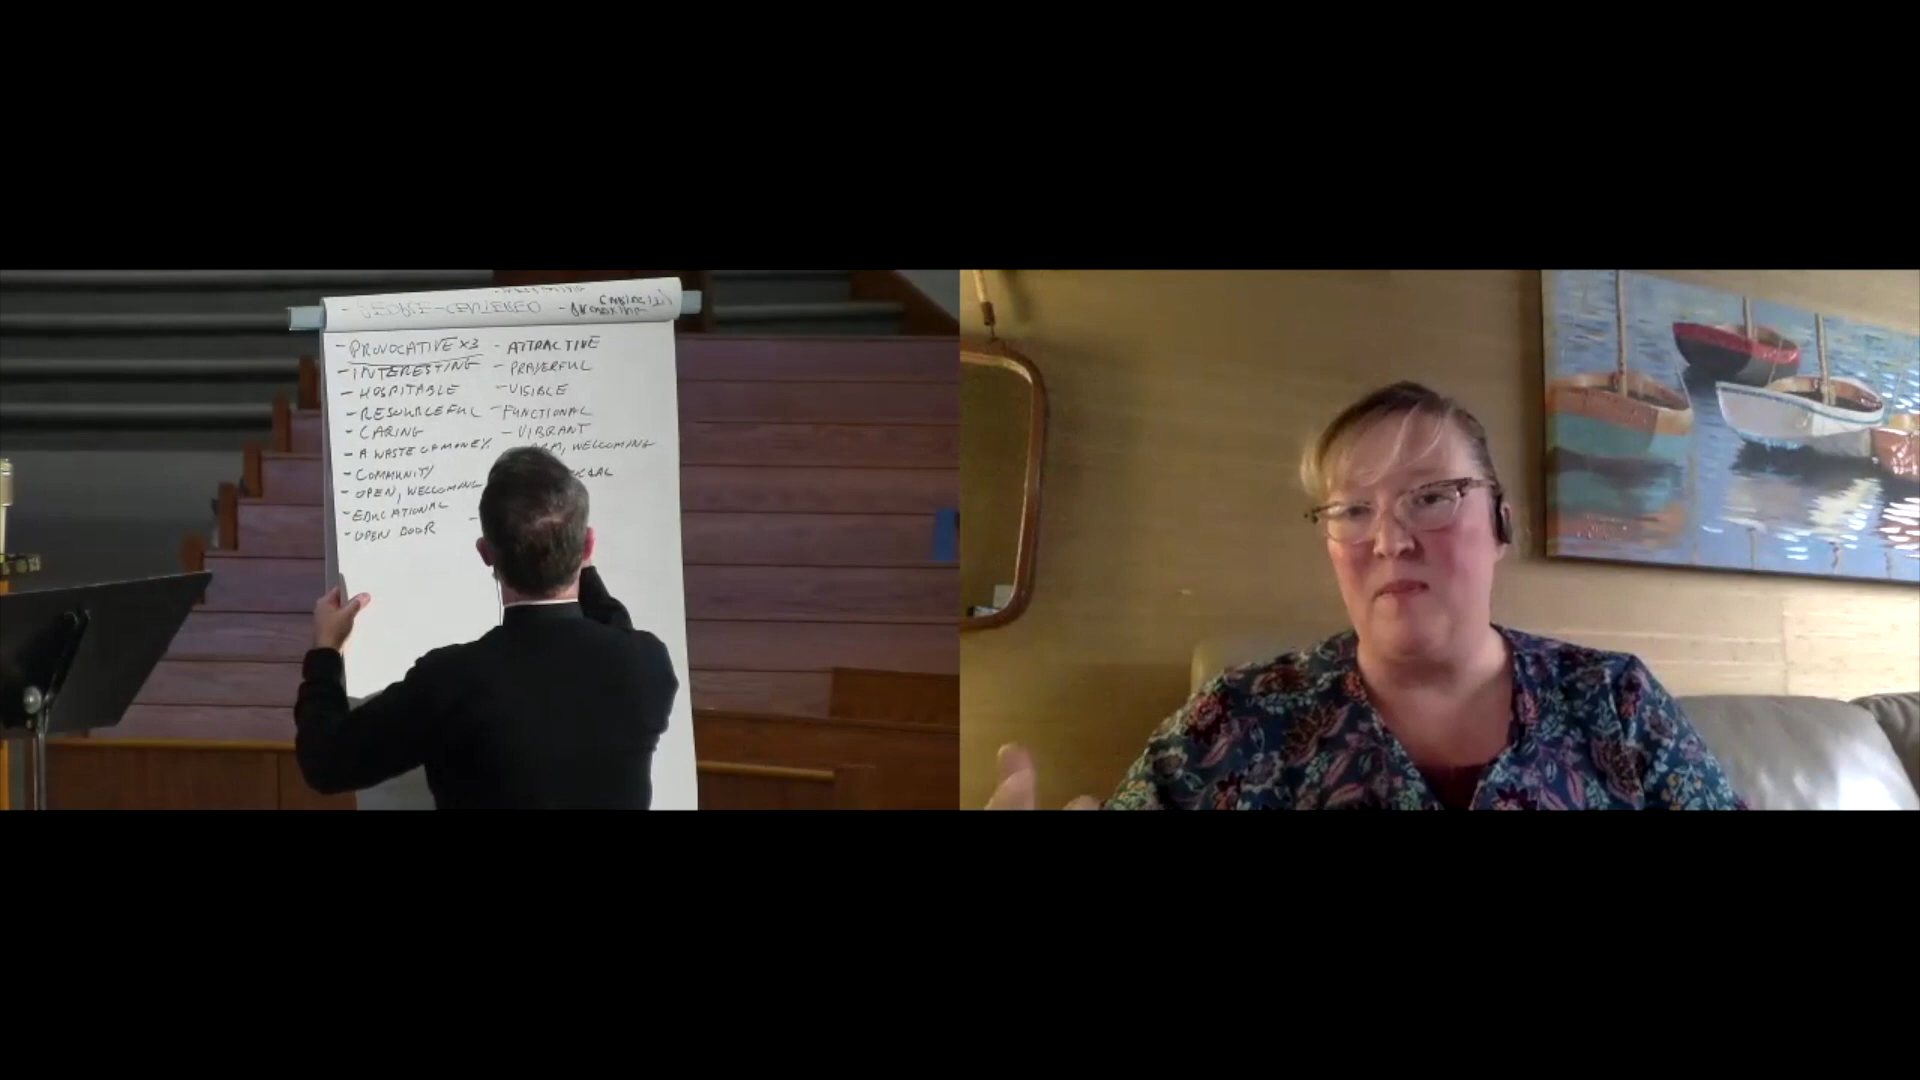 - PROVOCATIVE x3
- INTERESTING
- HOSPITABLE
- RESOURCEFUL
- CARING
- A WASTE OF MONEY
- COMMUNITY
- OPEN, WELCOMING
- EDUCATIONAL
- OPEN DOOR
- ATTRACTIVE
- PRAYERFUL
- VISIBLE
- FUNCTIONAL
- VIBRANT
WELCOMING